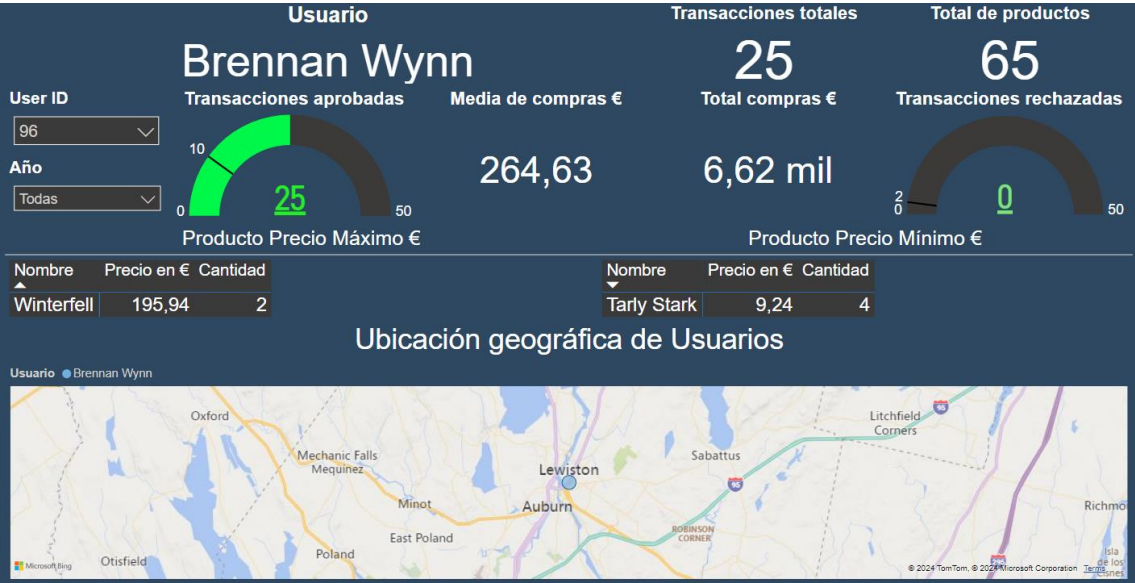 Usuario
Transacciones totales
Total de productos
Brennan Wynn
25
65
User ID
Transacciones aprobadas
Media de compras €
Total compras €
Transacciones rechazadas
96
Año
Todas
10
0
25
50
264,63
6,62 mil
2
0
0
50
Producto Precio Máximo €
Producto Precio Mínimo €
Nombre Precio en € Cantidad
Winterfell 195,94 2
Nombre Precio en € Cantidad
Tarly Stark 9,24 4
Ubicación geográfica de Usuarios
Usuario Brennan Wynn
Oxford
Litchfield
Corners
95
Mechanic Falls
Mequinez
Lewiston
Sabattus
95
Minot
Auburn
Richmo
East Poland
ROBINSON
CORNER
Poland
Otisfield
Isla
de los
Cisnes
Microsoft Bing
© 2024 TomTom, © 2024 Microsoft Corporation Terms